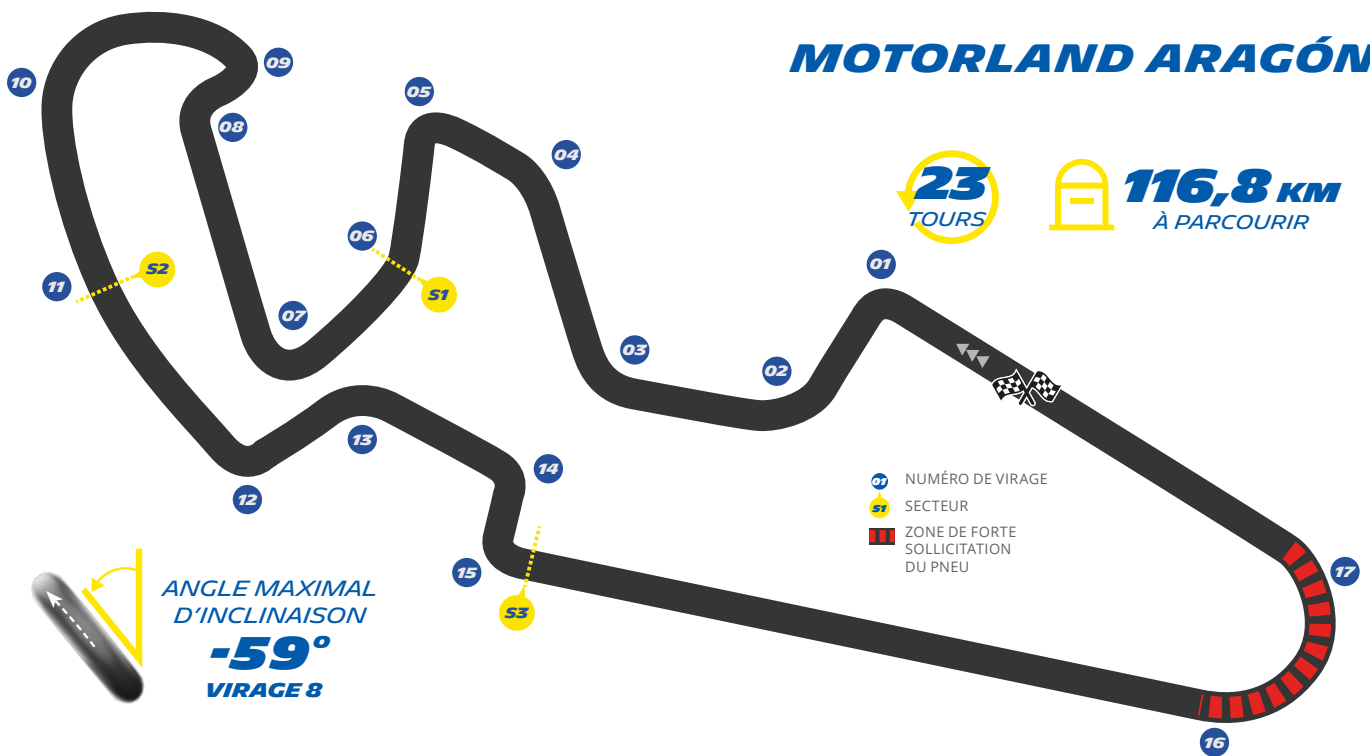 MOTORLAND ARAGÓN
23
TOURS
116,8 KM
À PARCOURIR
10
09
08
05
04
06
S1
S2
11
07
03
02
01
12
13
14
15
S3
16
17
01 NUMÉRO DE VIRAGE
S1 SECTEUR
ZONE DE FORTE
SOLLICITATION
DU PNEU
ANGLE MAXIMAL
D'INCLINAISON
-59°
VIRAGE 8